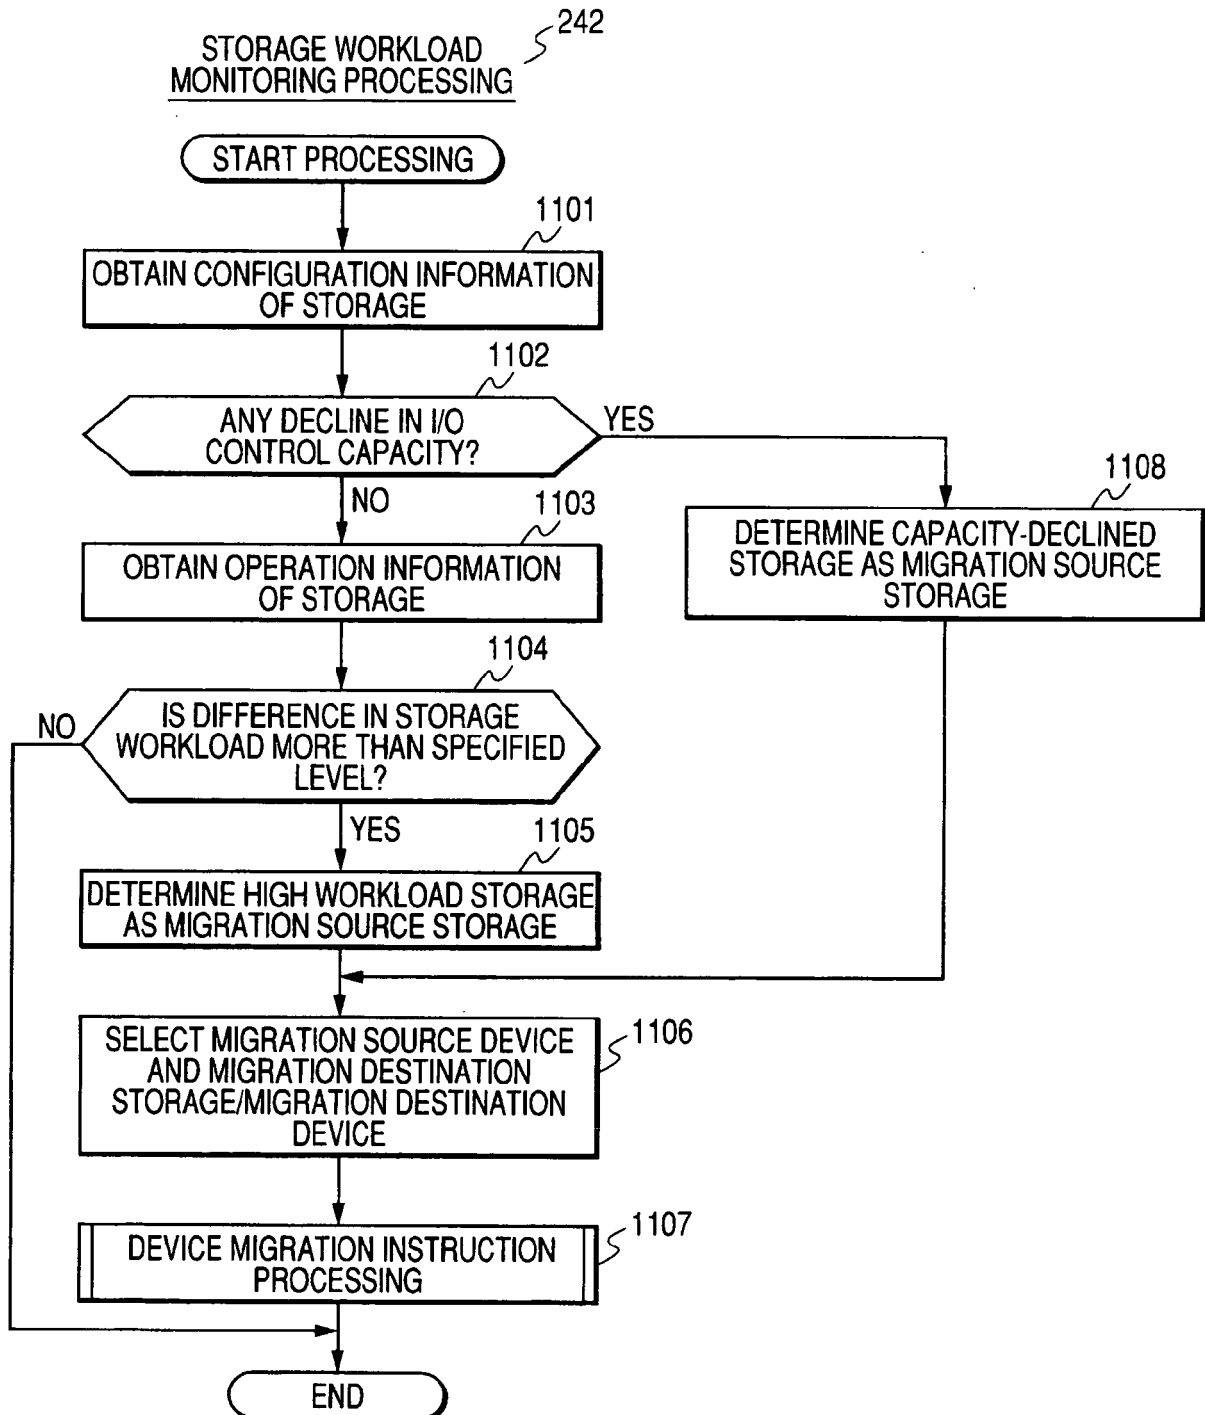 242
STORAGE WORKLOAD
MONITORING PROCESSING
START PROCESSING
1101
OBTAIN CONFIGURATION INFORMATION
OF STORAGE
1102
ANY DECLINE IN I/O
CONTROL CAPACITY?
YES
NO
1103
OBTAIN OPERATION INFORMATION
OF STORAGE
1108
DETERMINE CAPACITY-DECLINED
STORAGE AS MIGRATION SOURCE
STORAGE
1104
IS DIFFERENCE IN STORAGE
WORKLOAD MORE THAN SPECIFIED
LEVEL?
NO
YES
1105
DETERMINE HIGH WORKLOAD STORAGE
AS MIGRATION SOURCE STORAGE
1106
SELECT MIGRATION SOURCE DEVICE
AND MIGRATION DESTINATION
STORAGE/MIGRATION DESTINATION
DEVICE
1107
DEVICE MIGRATION INSTRUCTION
PROCESSING
END